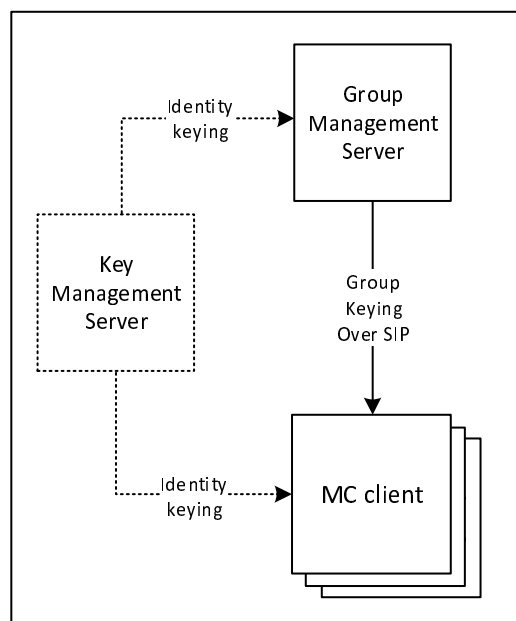 Identity
keying
Group
Management
Server
Key
Management
Server
Group
Keying
Over SIP
Identity
keying
MC client